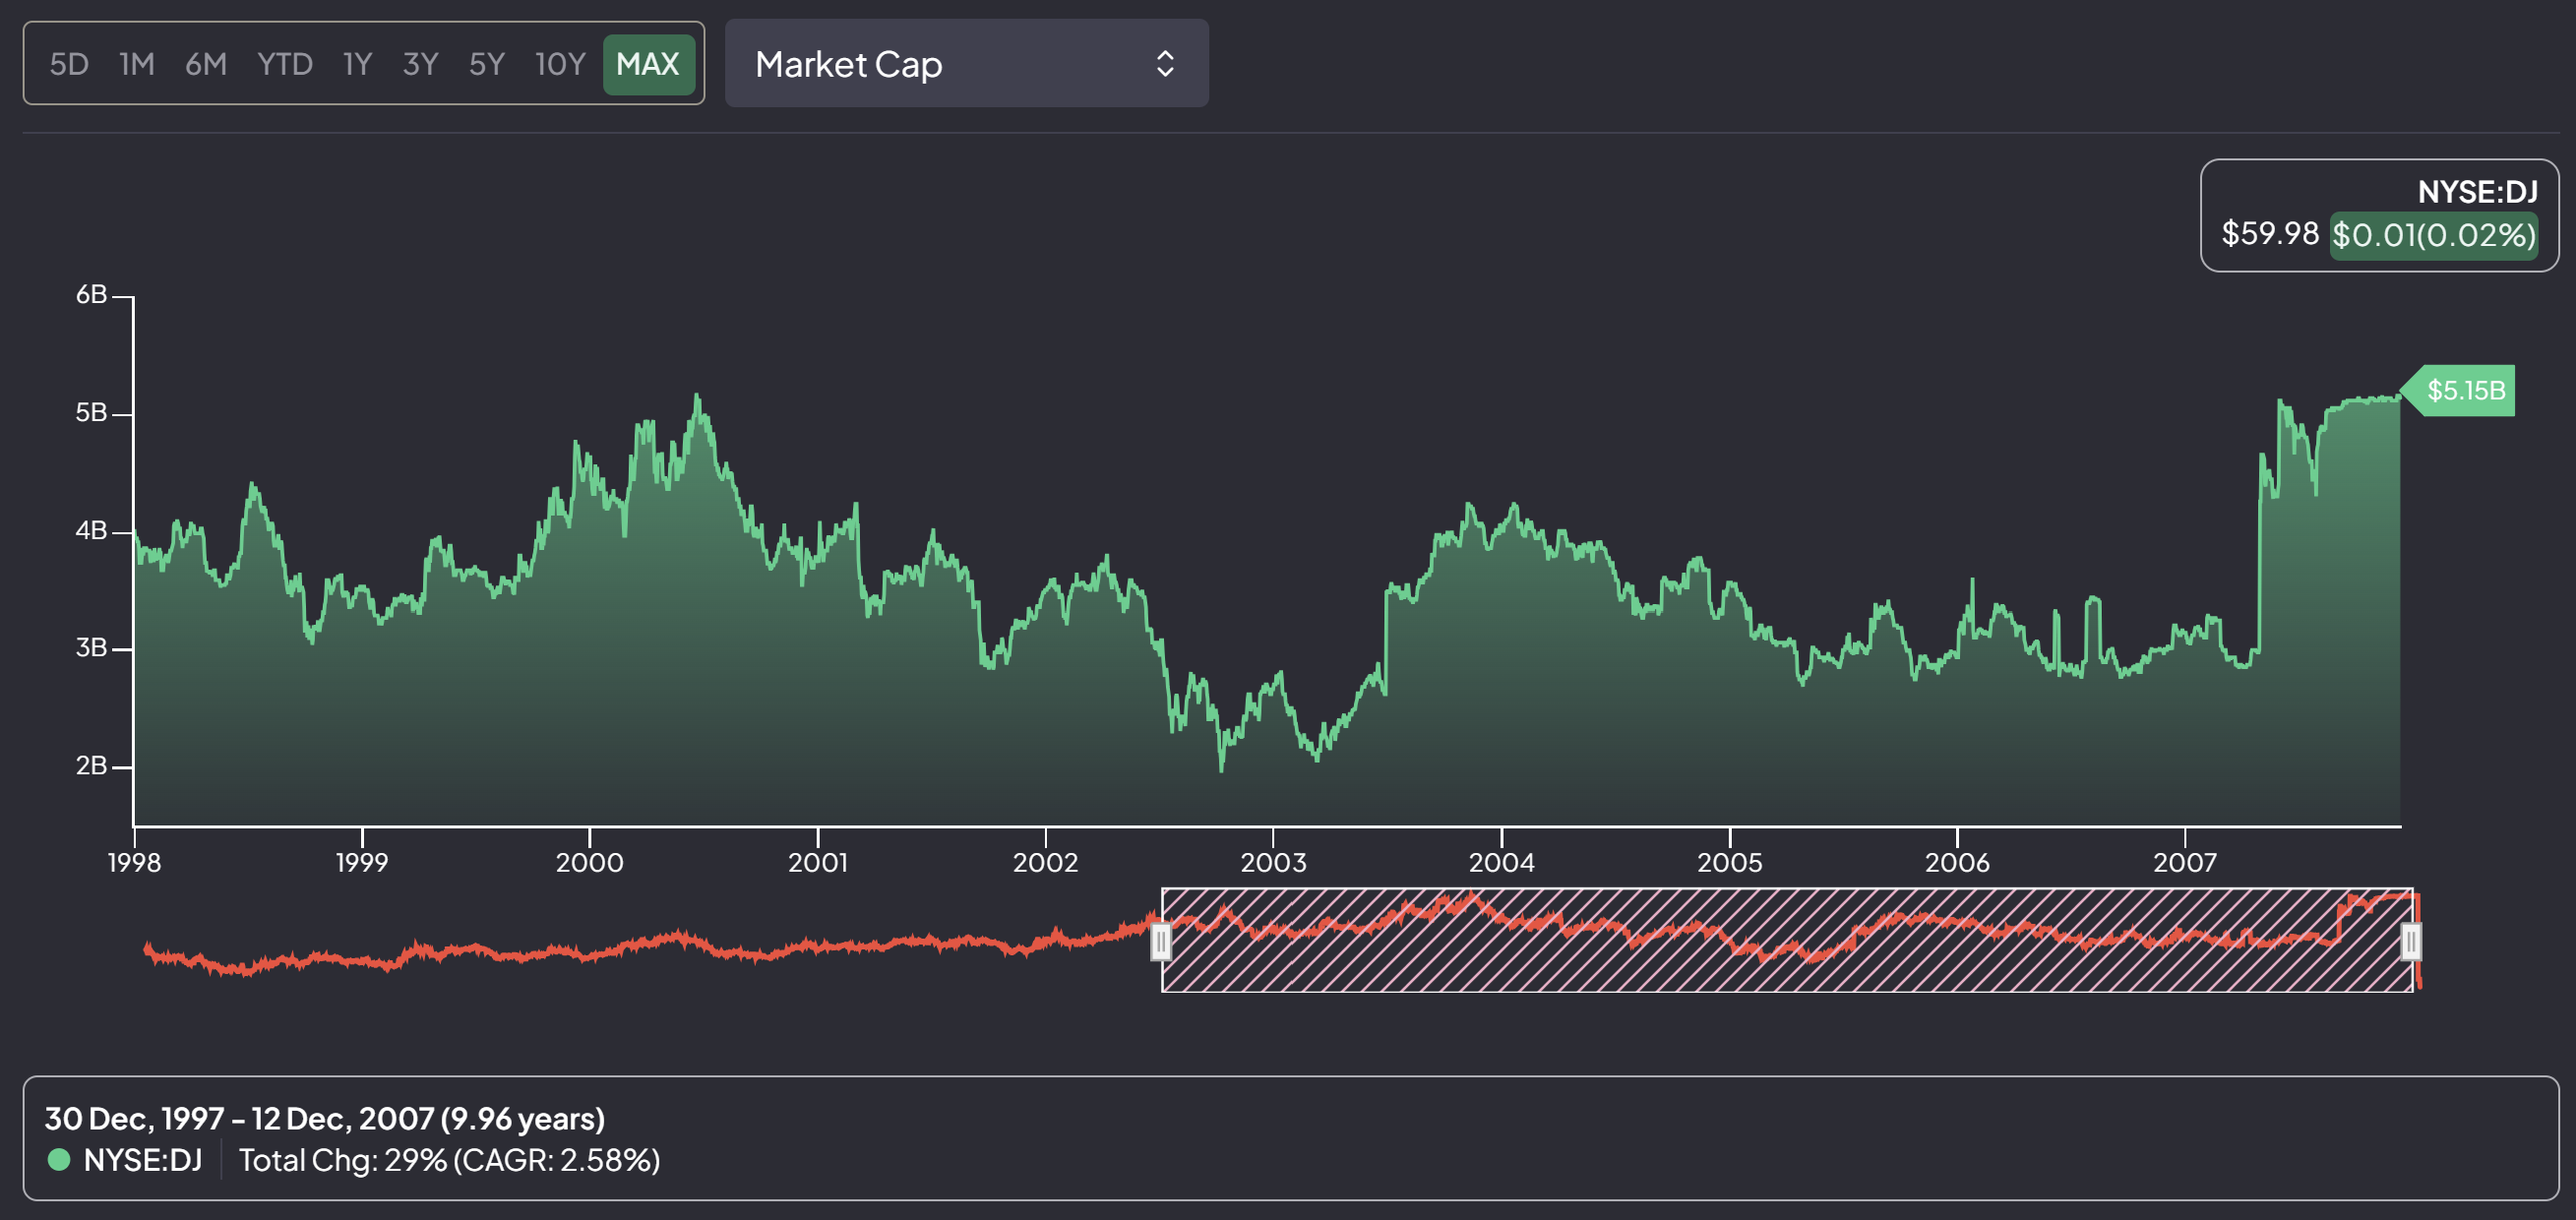 5D 1M 6M YTD 1Y 3Y 5Y 10Y MAX Market Cap
NYSE:DJ
$59.98 $0.01(0.02%)
6B
5B
$5.15B
4B
3B
2B
1998 1999 2000 2001 2002 2003 2004 2005 2006 2007
30 Dec, 1997 – 12 Dec, 2007 (9.96 years)
NYSE:DJ Total Chg: 29% (CAGR: 2.58%)